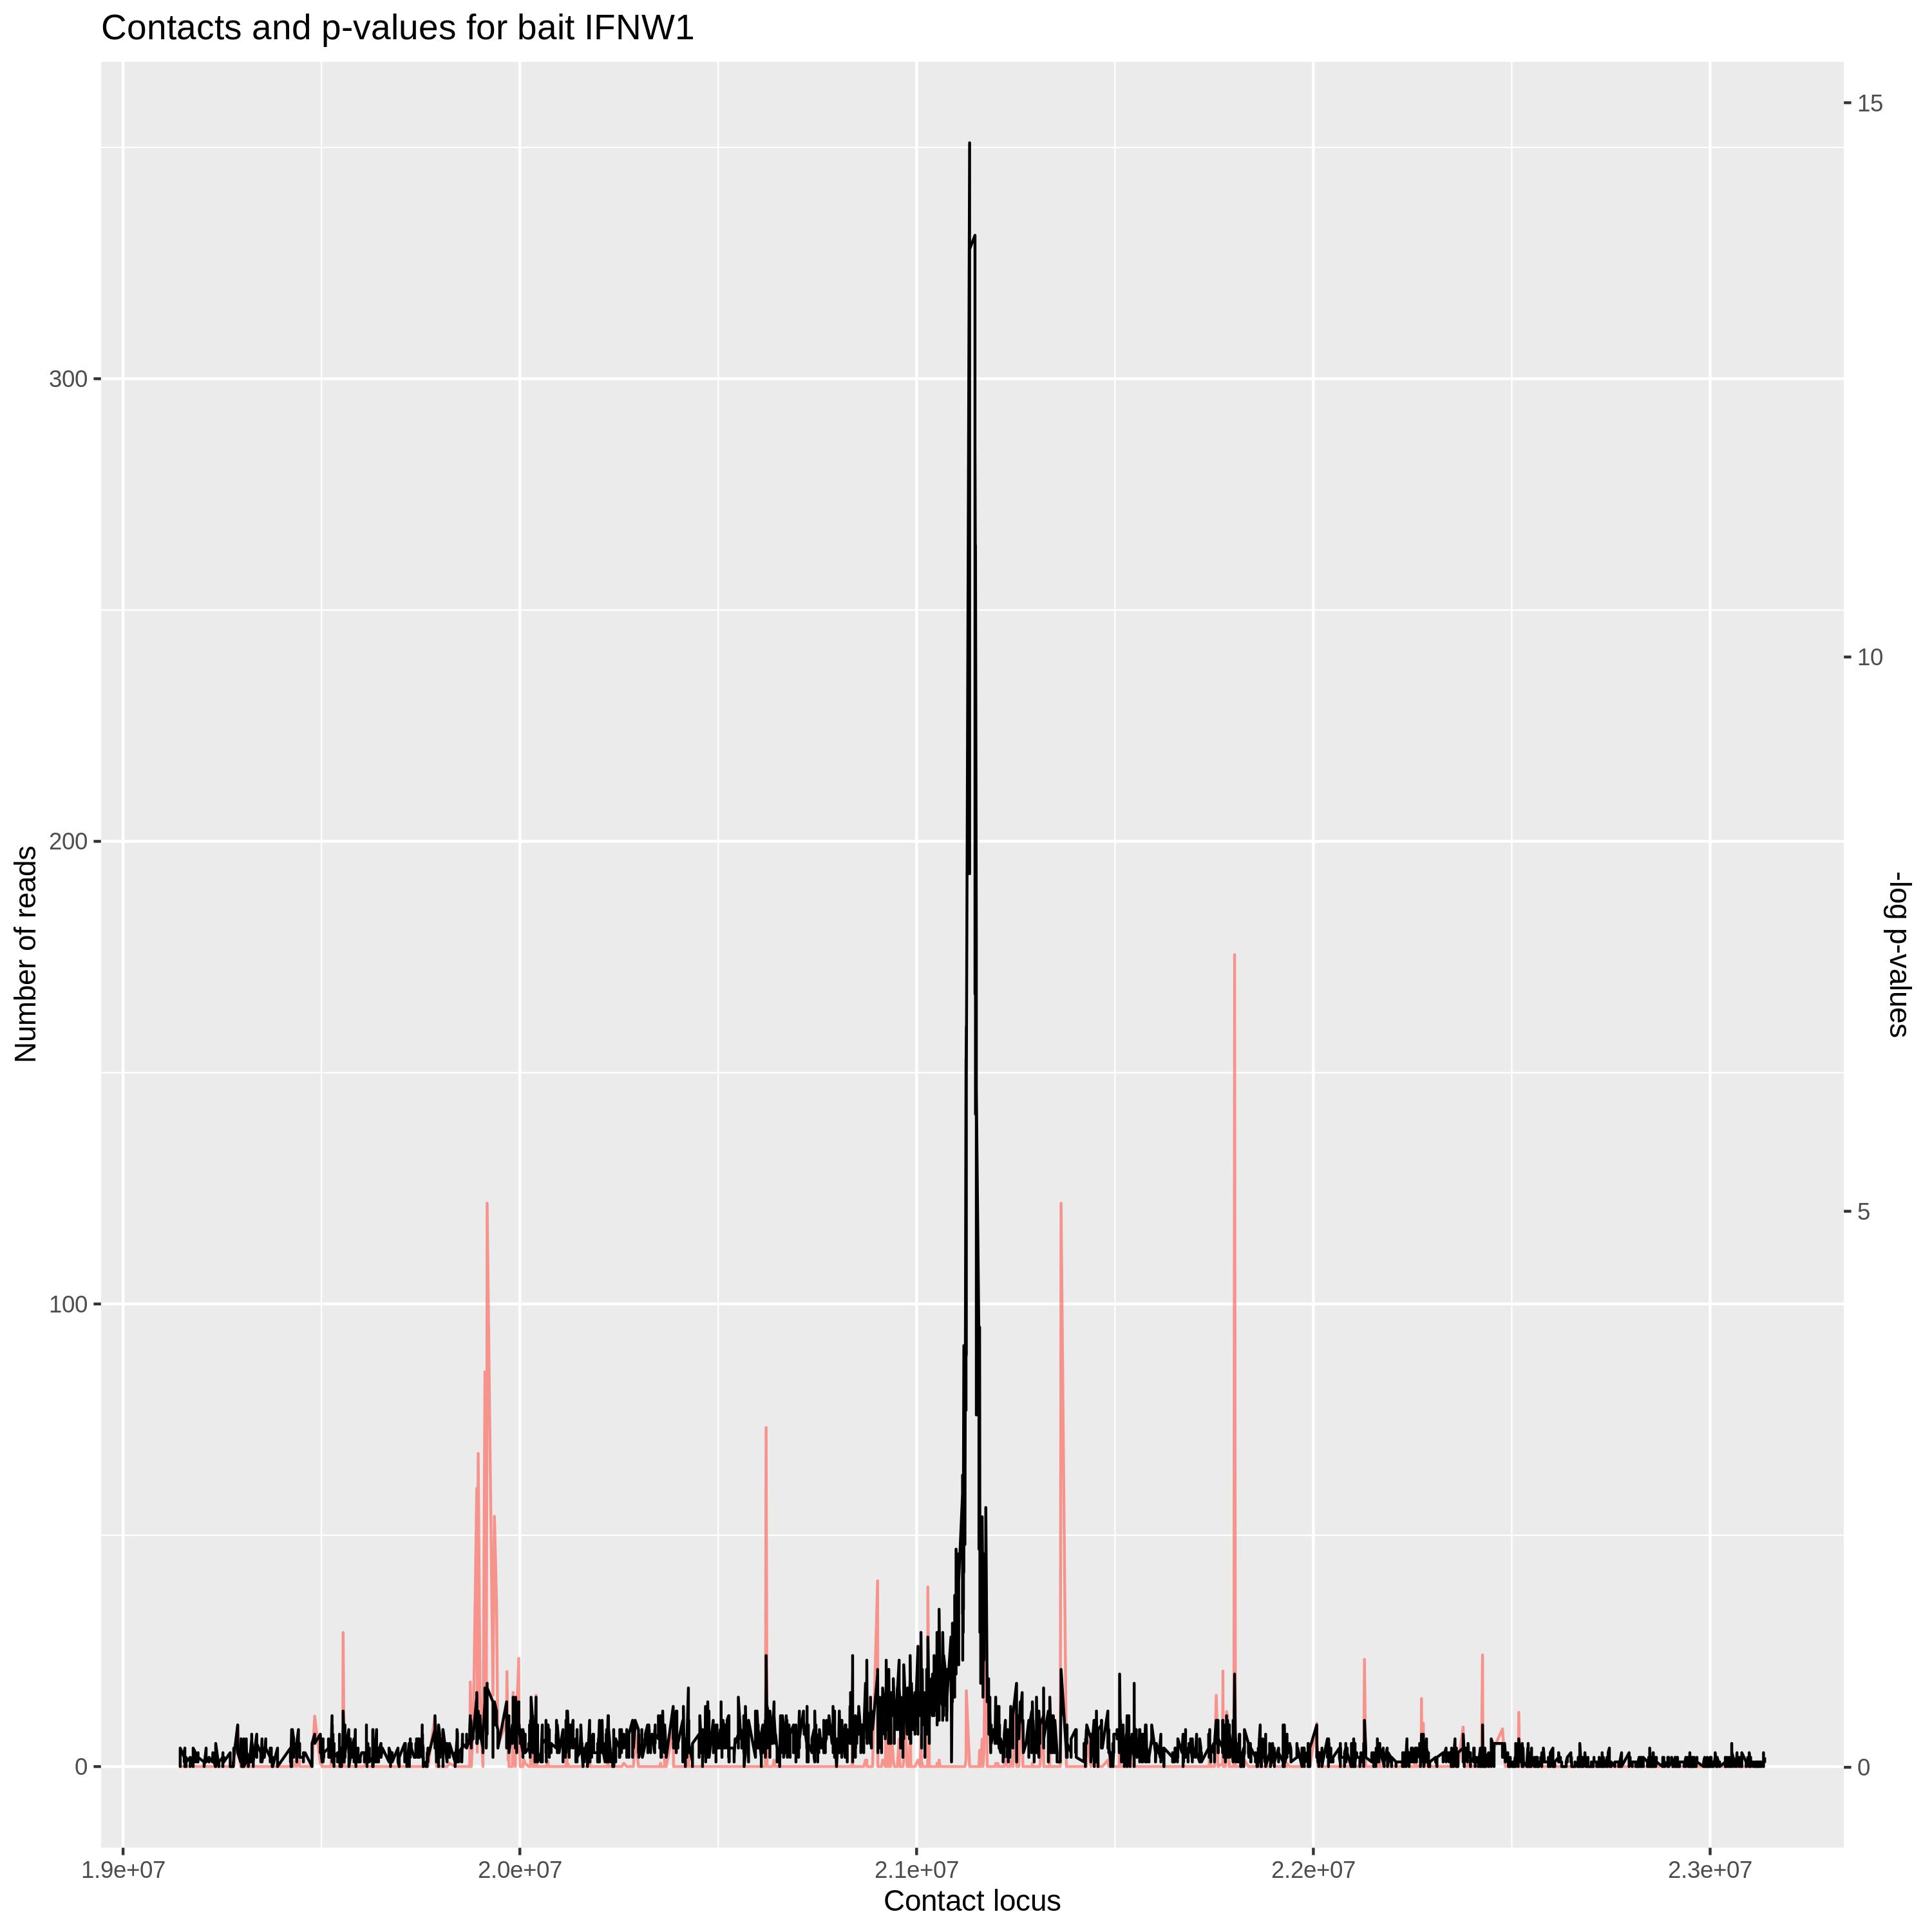 Contacts and p-values for bait IFNW1
15
300
10
200
Number of reads
-log p-values
5
100
0
0
1.9e+07
2.0e+07
2.1e+07
2.2e+07
2.3e+07
Contact locus